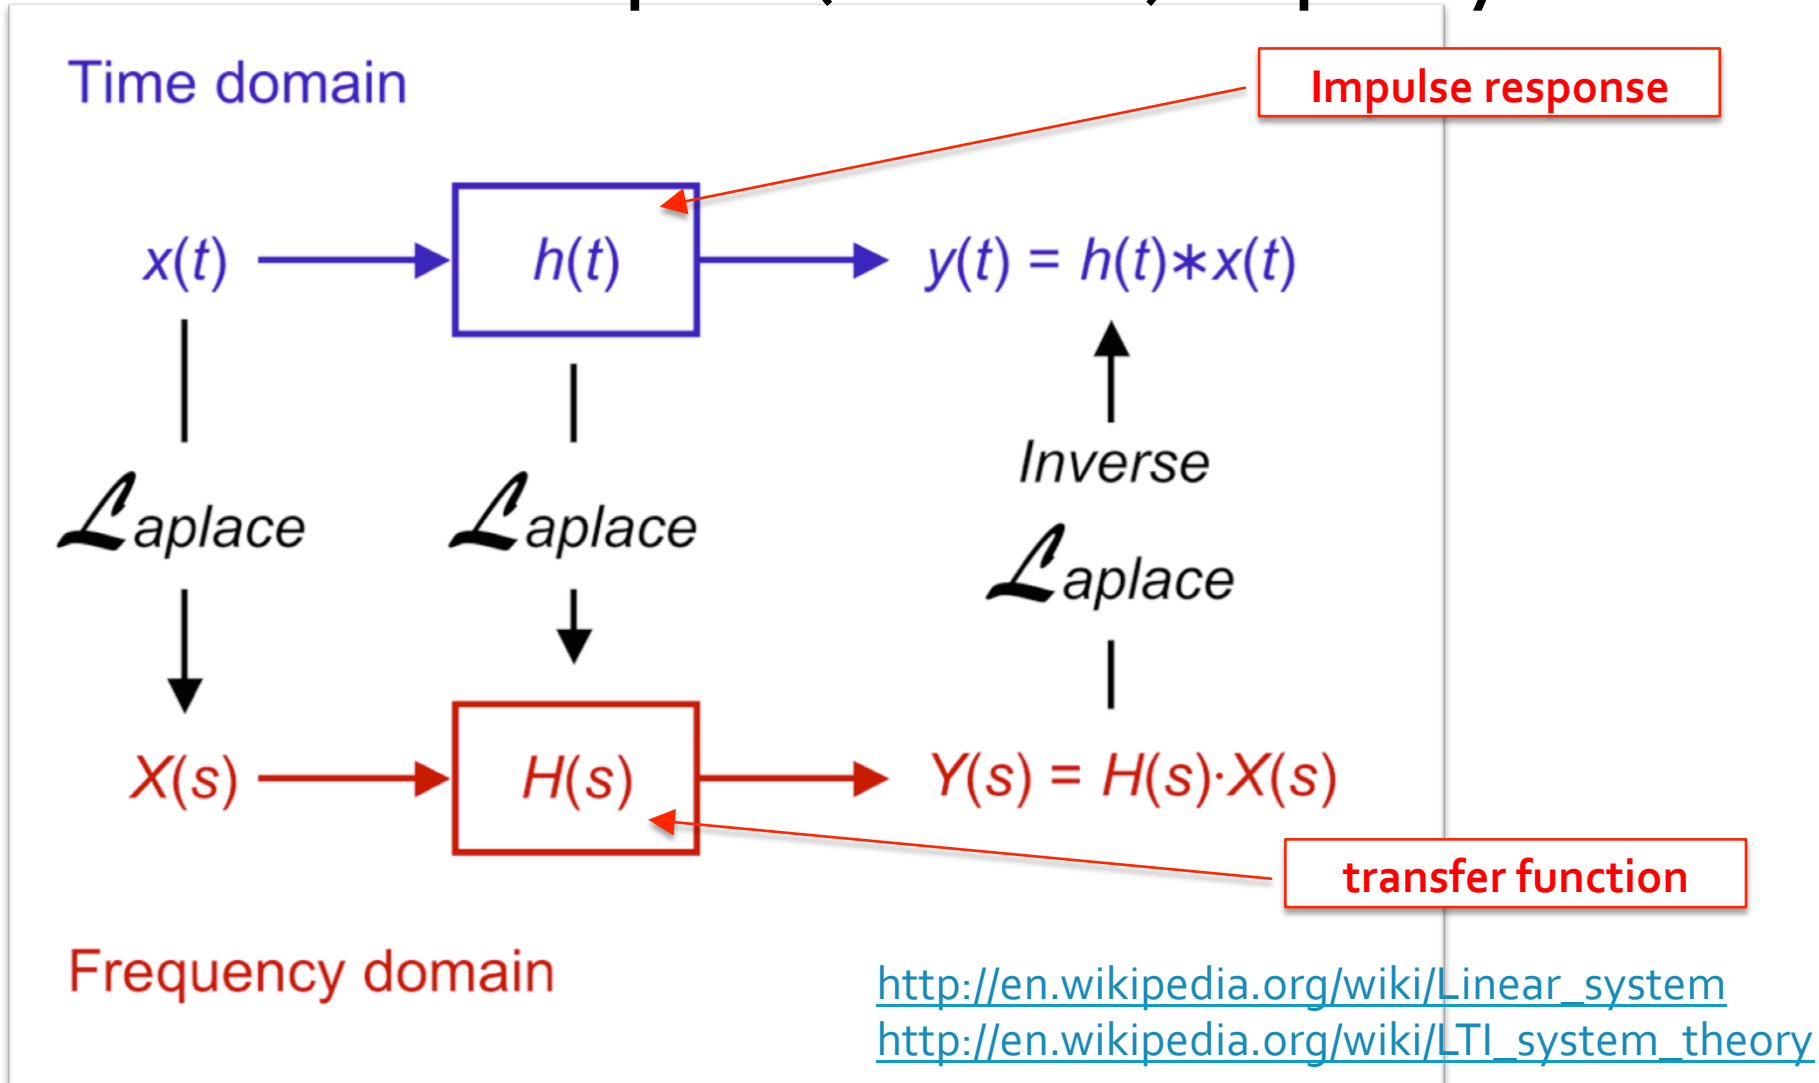 Time domain
Impulse response
x(t)
h(t)
y(t) = h(t)∗x(t)
Laplace
Laplace
Inverse
Laplace
X(s)
H(s)
Y(s) = H(s)·X(s)
transfer function
Frequency domain
http://en.wikipedia.org/wiki/Linear_system
http://en.wikipedia.org/wiki/LTI_system_theory